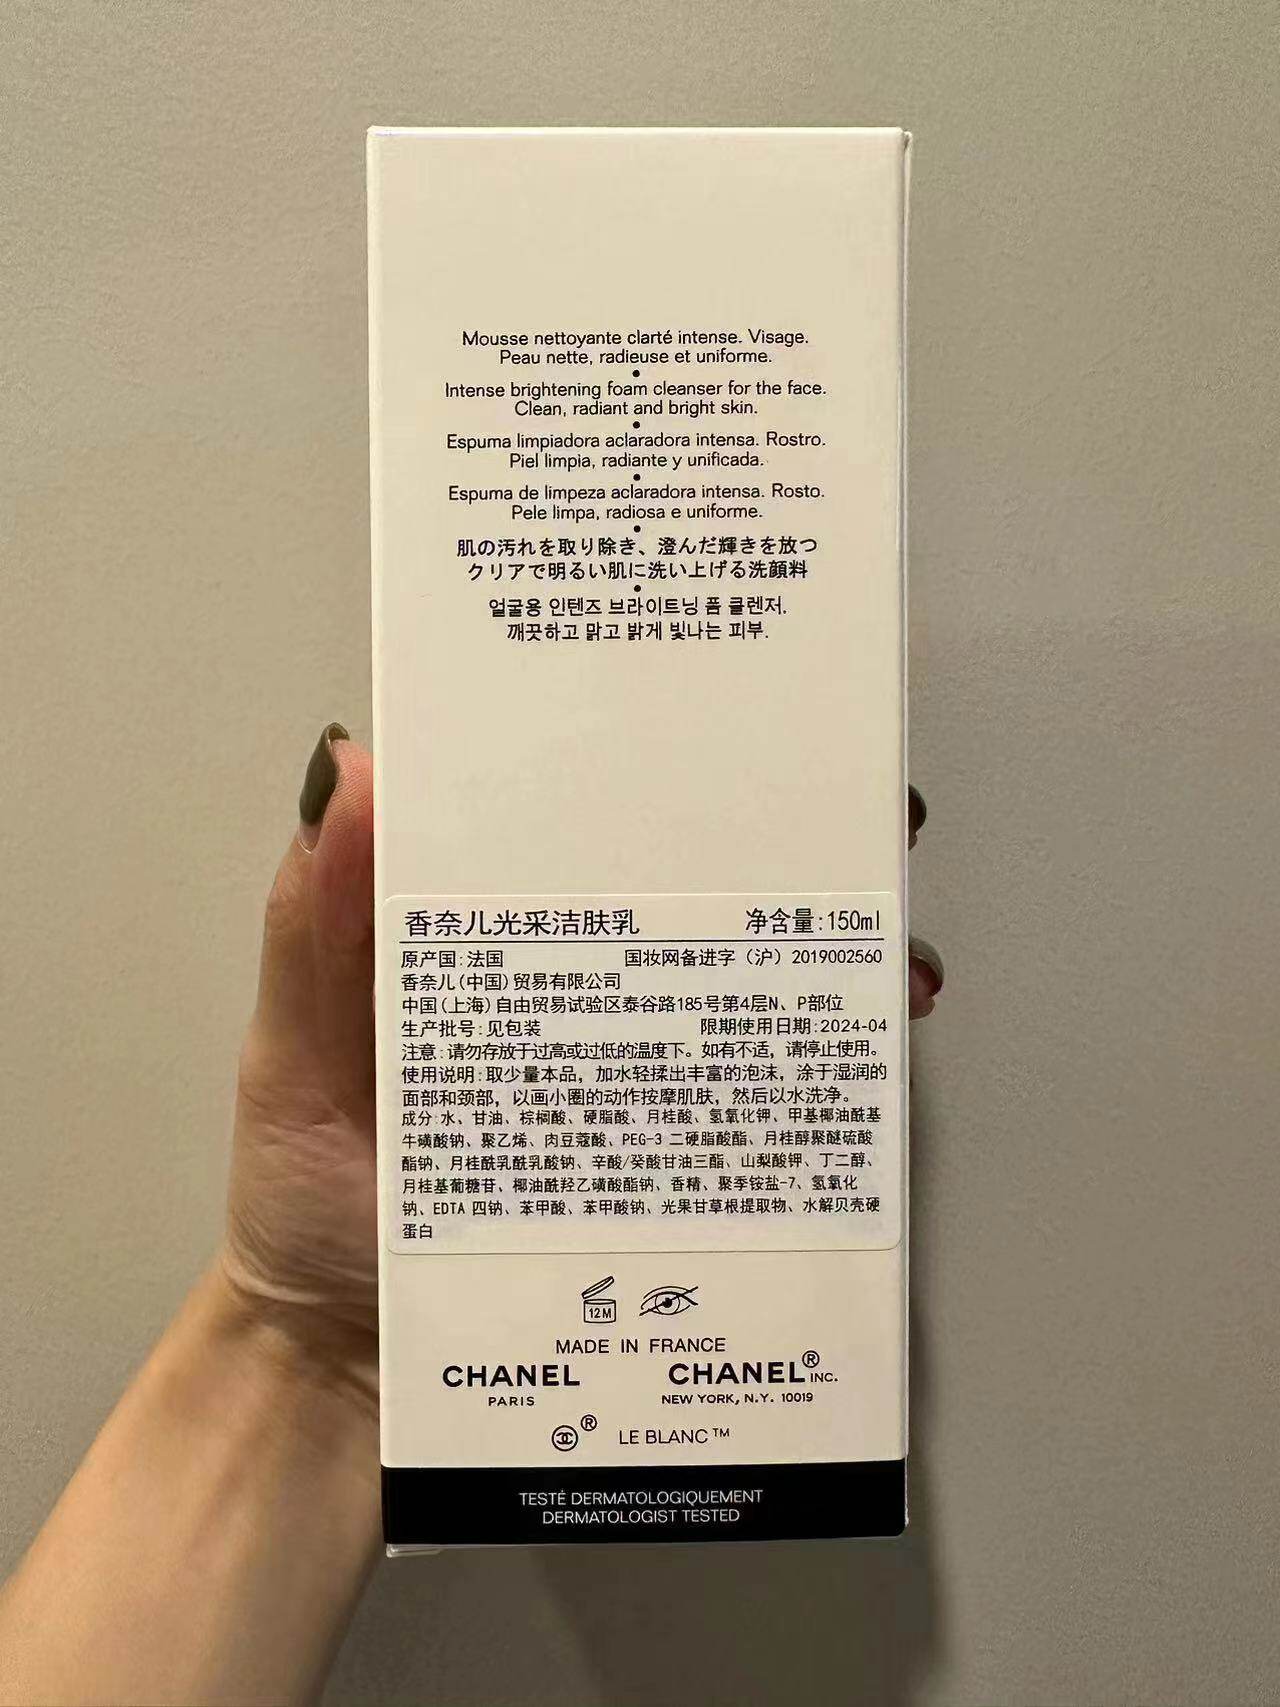 Mousse nettoyante clarté intense. Visage.
Peau nette, radieuse et uniforme.
Intense brightening foam cleanser for the face.
Clean, radiant and bright skin.
Espuma limpiadora aclaradora intensa. Rostro.
Piel limpia, radiante y unificada.
Espuma de limpeza aclaradora intensa. Rosto.
Pele limpa, radiosa e uniforme.
肌の汚れを取り除き、澄んだ輝きを放つ
クリアで明るい肌に洗い上げる洗顔料
얼굴용 인텐즈 브라이트닝 폼 클렌저.
깨끗하고 맑고 밝게 빛나는 피부.
香奈儿光采洁肤乳 净含量:150ml
原产国:法国 国妆网备进字（沪）2019002560
香奈儿(中国)贸易有限公司
中国(上海)自由贸易试验区泰谷路185号第4层N、P部位
生产批号:见包装 限期使用日期:2024-04
注意:请勿存放于过高或过低的温度下。如有不适，请停止使用。
使用说明:取少量本品，加水轻揉出丰富的泡沫，涂于湿润的
面部和颈部，以画小圈的动作按摩肌肤，然后以水洗净。
成分:水、甘油、棕榈酸、硬脂酸、月桂酸、氢氧化钾、甲基椰油酰基
牛磺酸钠、聚乙烯、肉豆蔻酸、PEG-3 二硬脂酸酯、月桂醇聚醚硫酸
酯钠、月桂酰乳酰乳酸钠、辛酸/癸酸甘油三酯、山梨酸钾、丁二醇、
月桂基葡糖苷、椰油酰羟乙磺酸酯钠、香精、聚季铵盐-7、氢氧化
钠、EDTA 四钠、苯甲酸、苯甲酸钠、光果甘草根提取物、水解贝壳硬
蛋白
12M
MADE IN FRANCE
CHANEL CHANEL® INC.
PARIS NEW YORK, N.Y. 10019
® LE BLANC™
TESTÉ DERMATOLOGIQUEMENT
DERMATOLOGIST TESTED